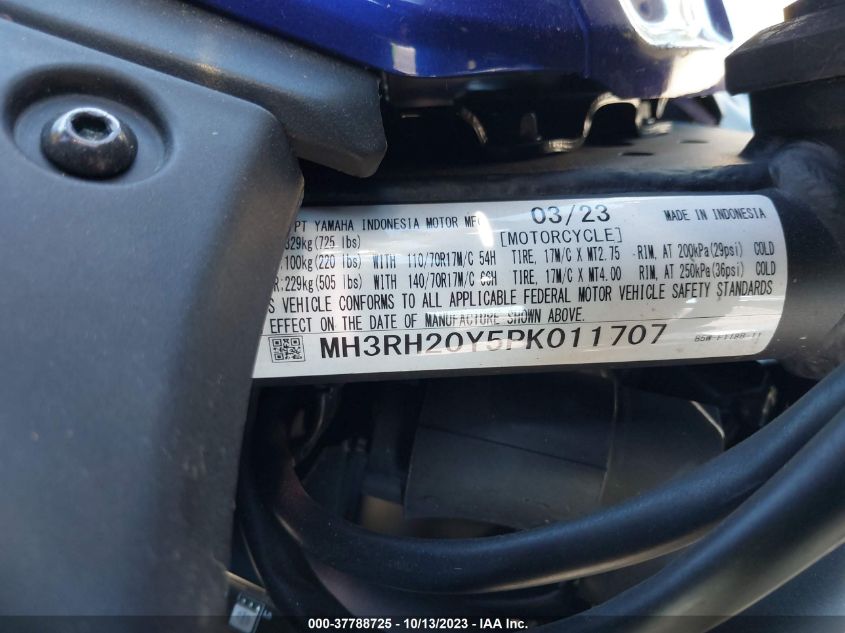 PT YAMAHA INDONESIA MOTOR MFG 03/23 MADE IN INDONESIA
329kg(725 lbs) [MOTORCYCLE]
100kg(220 lbs) WITH 110/70R17M/C 54H TIRE, 17M/C X MT2.75 RIM, AT 200kPa(29psi) COLD
R:229kg(505 lbs) WITH 140/70R17M/C 66H TIRE, 17M/C X MT4.00 RIM, AT 250kPa(36psi) COLD
S VEHICLE CONFORMS TO ALL APPLICABLE FEDERAL MOTOR VEHICLE SAFETY STANDARDS
EFFECT ON THE DATE OF MANUFACTURE SHOWN ABOVE.
MH3RH20Y5PK011707 B5W-F118B-11
000-37788725 - 10/13/2023 - IAA Inc.